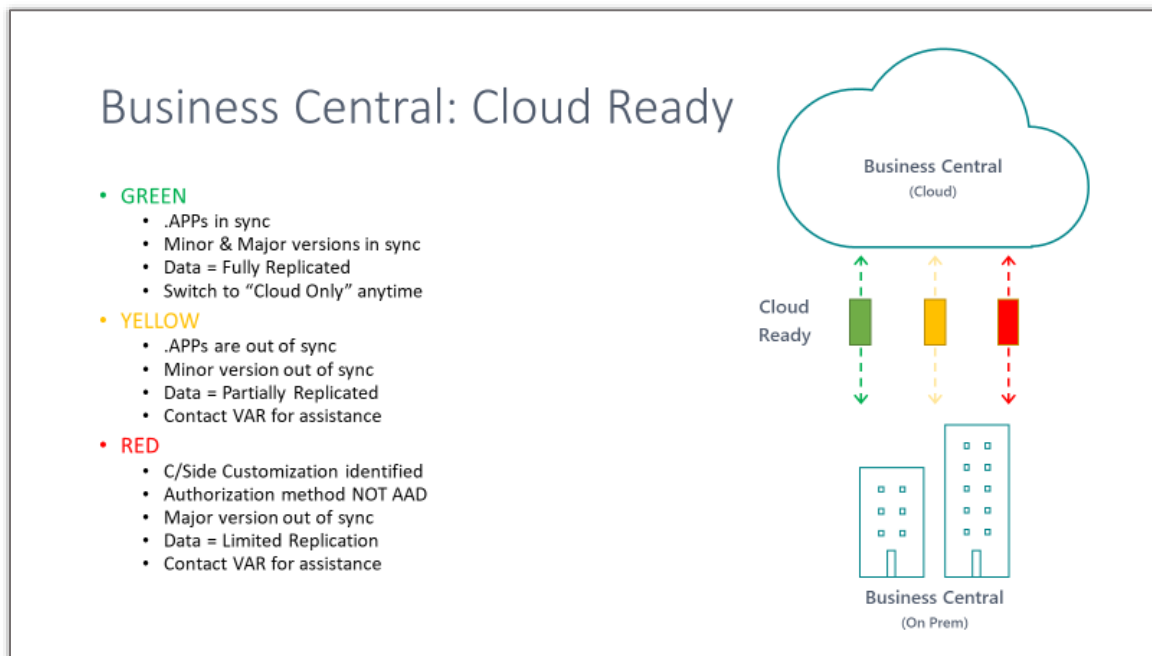 Business Central: Cloud Ready
• GREEN
• .APPs in sync
• Minor & Major versions in sync
• Data = Fully Replicated
• Switch to “Cloud Only” anytime
• YELLOW
• .APPs are out of sync
• Minor version out of sync
• Data = Partially Replicated
• Contact VAR for assistance
• RED
• C/Side Customization identified
• Authorization method NOT AAD
• Major version out of sync
• Data = Limited Replication
• Contact VAR for assistance
Business Central
(Cloud)
Cloud
Ready
Business Central
(On Prem)